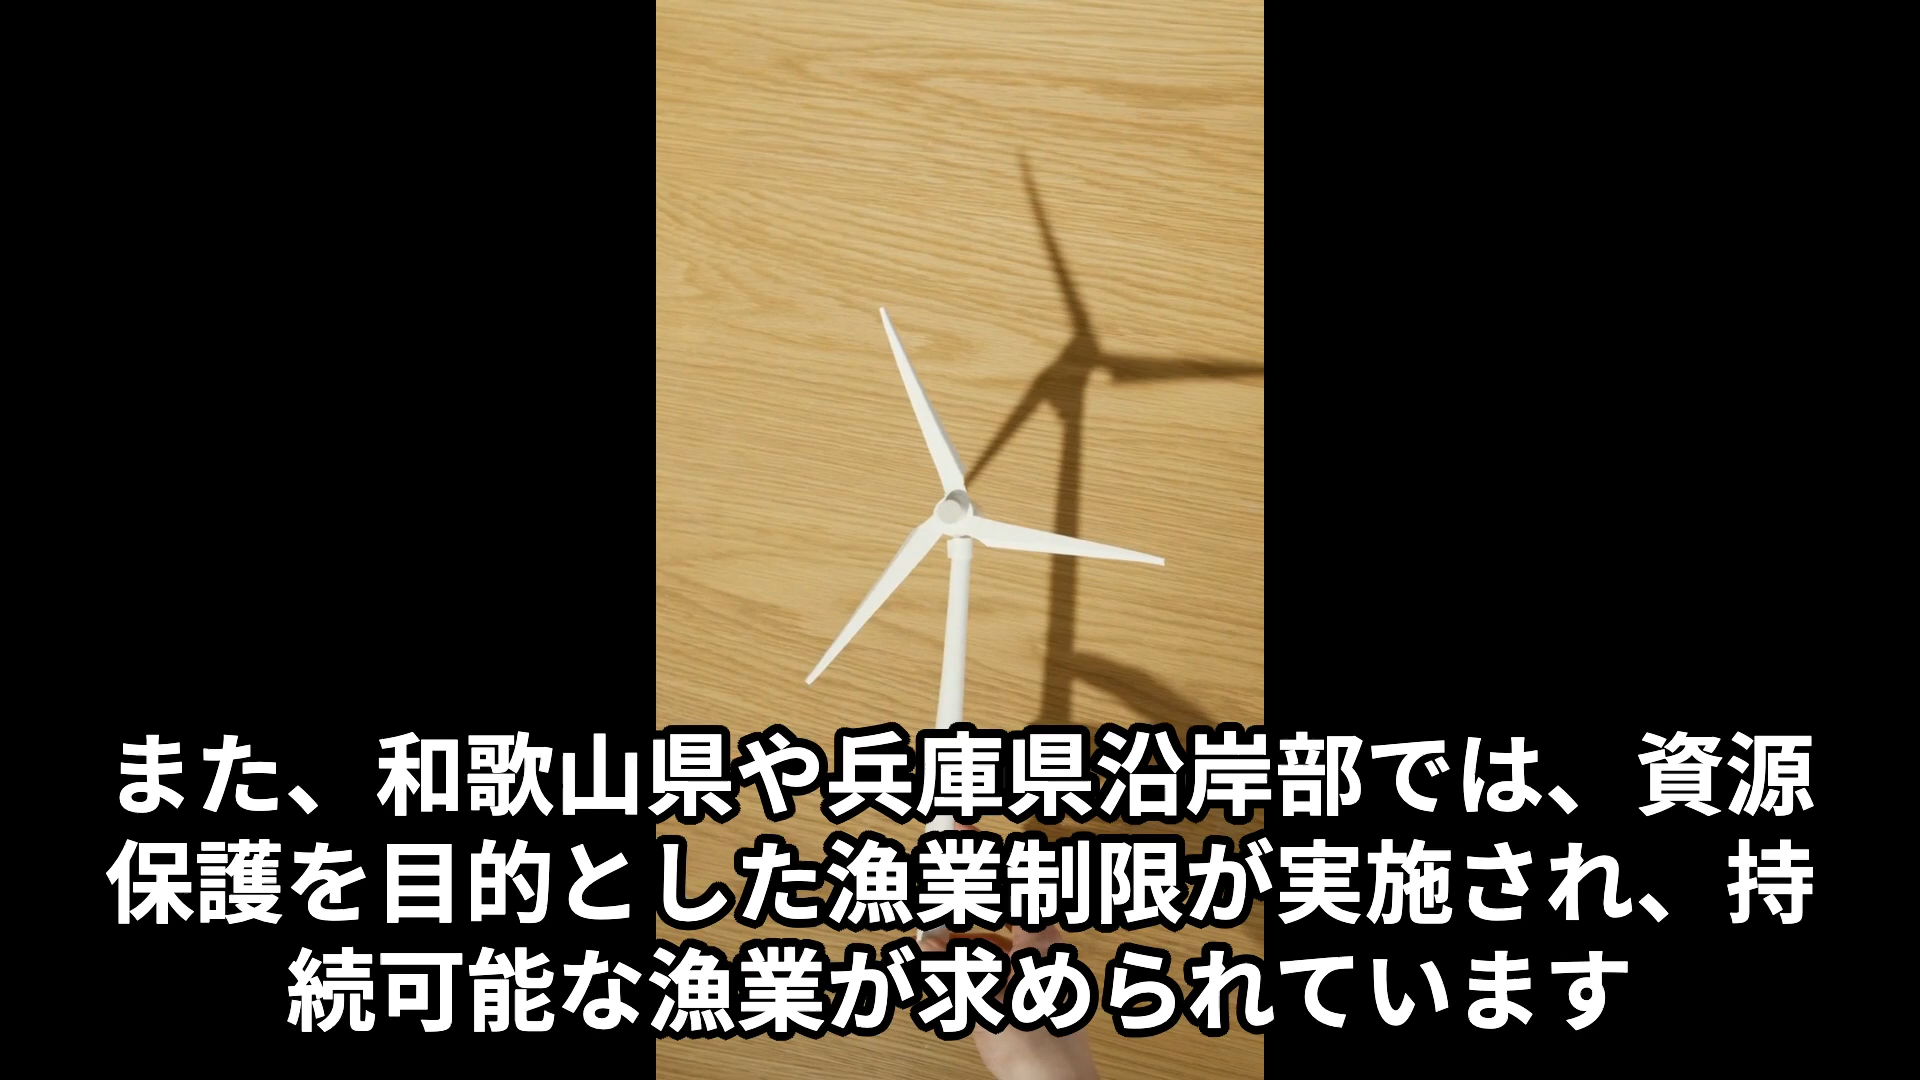 また、和歌山県や兵庫県沿岸部では、資源
保護を目的とした漁業制限が実施され、持
続可能な漁業が求められています